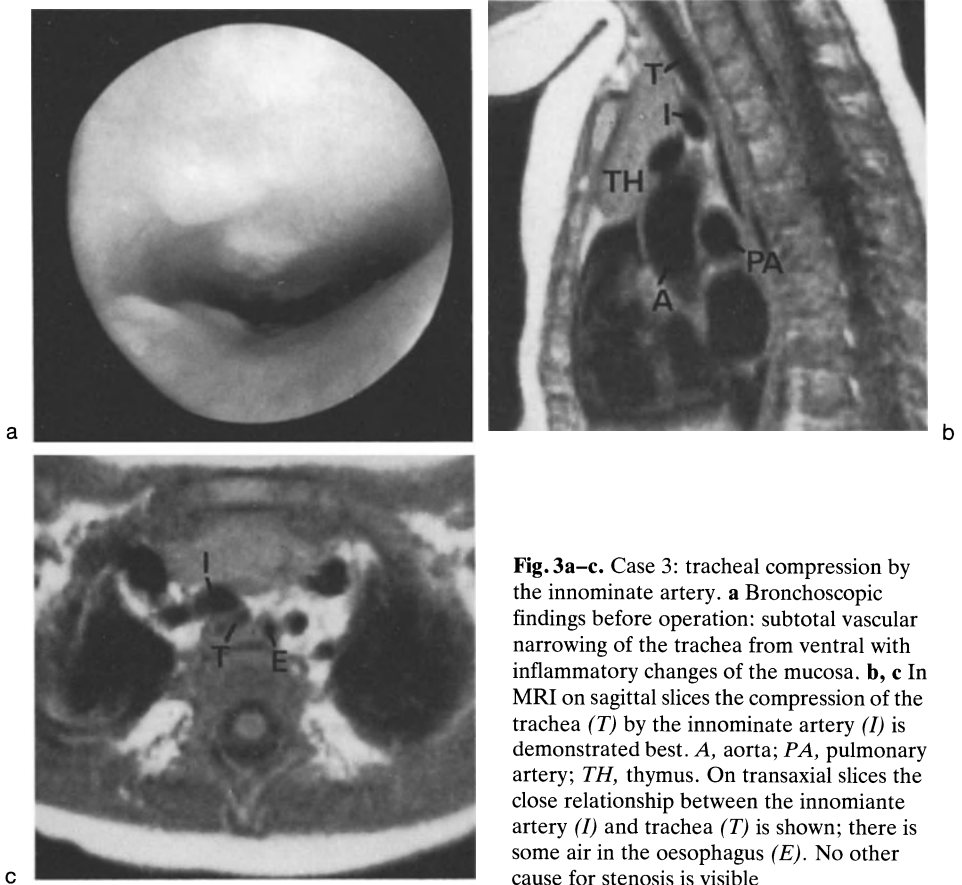 T
I
TH
PA
A
a
b
I
T
E
c
Fig. 3a–c. Case 3: tracheal compression by
the innominate artery. a Bronchoscopic
findings before operation: subtotal vascular
narrowing of the trachea from ventral with
inflammatory changes of the mucosa. b, c In
MRI on sagittal slices the compression of the
trachea (T) by the innominate artery (I) is
demonstrated best. A, aorta; PA, pulmonary
artery; TH, thymus. On transaxial slices the
close relationship between the innomiante
artery (I) and trachea (T) is shown; there is
some air in the oesophagus (E). No other
cause for stenosis is visible